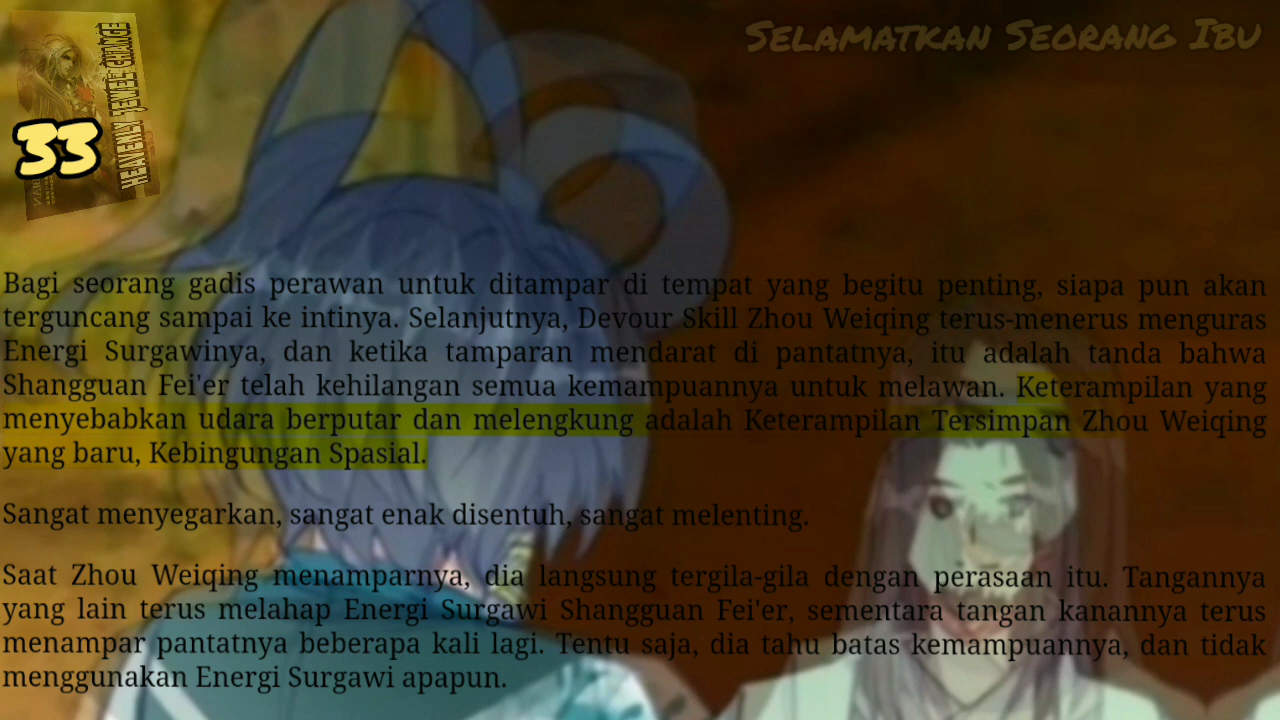 Selamatkan Seorang Ibu
HEAVENLY JEWEL CHANGE
33
Bagi seorang gadis perawan untuk ditampar di tempat yang begitu penting, siapa pun akan
terguncang sampai ke intinya. Selanjutnya, Devour Skill Zhou Weiqing terus-menerus menguras
Energi Surgawinya, dan ketika tamparan mendarat di pantatnya, itu adalah tanda bahwa
Shangguan Fei'er telah kehilangan semua kemampuannya untuk melawan. Keterampilan yang
menyebabkan udara berputar dan melengkung adalah Keterampilan Tersimpan Zhou Weiqing
yang baru, Kebingungan Spasial.
Sangat menyegarkan, sangat enak disentuh, sangat melenting.
Saat Zhou Weiqing menamparnya, dia langsung tergila-gila dengan perasaan itu. Tangannya
yang lain terus melahap Energi Surgawi Shangguan Fei'er, sementara tangan kanannya terus
menampar pantatnya beberapa kali lagi. Tentu saja, dia tahu batas kemampuannya, dan tidak
menggunakan Energi Surgawi apapun.